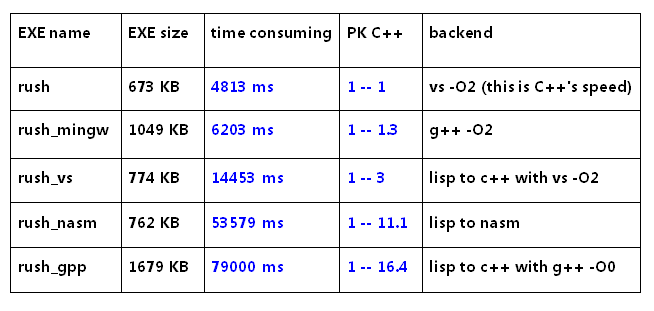 EXE name EXE size time consuming PK C++ backend
rush 673 KB 4813 ms 1 -- 1 vs -O2 (this is C++'s speed)
rush_mingw 1049 KB 6203 ms 1 -- 1.3 g++ -O2
rush_vs 774 KB 14453 ms 1 -- 3 lisp to c++ with vs -O2
rush_nasm 762 KB 53579 ms 1 -- 11.1 lisp to nasm
rush_gpp 1679 KB 79000 ms 1 -- 16.4 lisp to c++ with g++ -O0